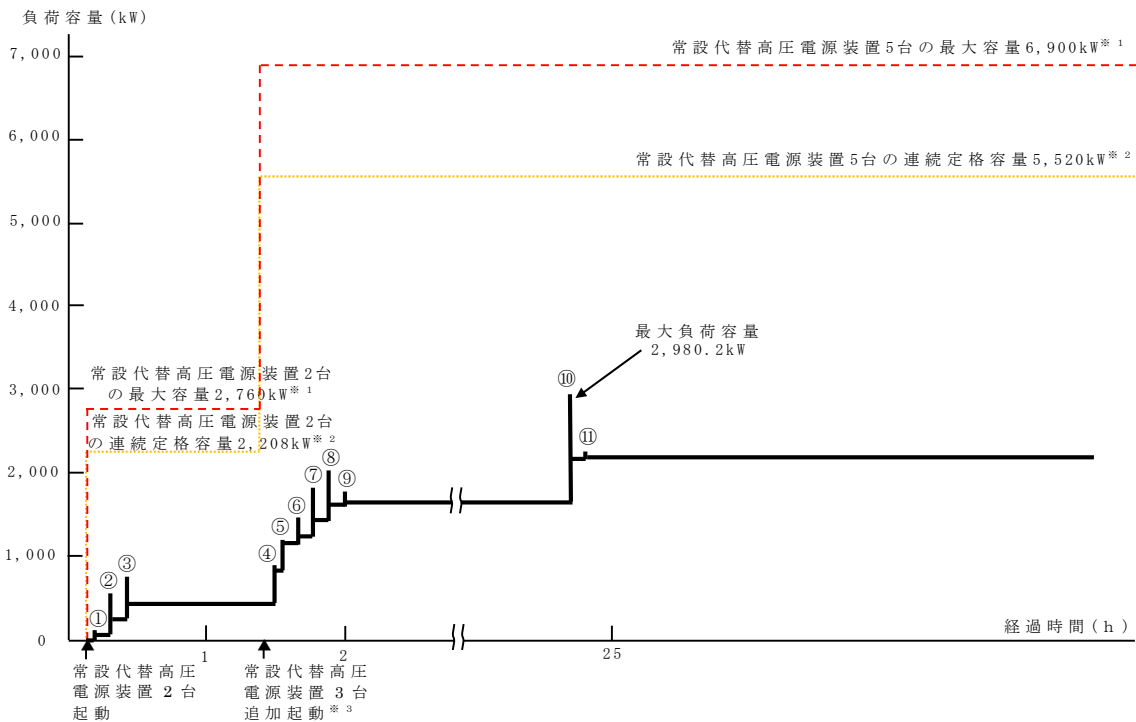 負荷容量(kW)
7,000
常設代替高圧電源装置5台の最大容量6,900kW※1
6,000
常設代替高圧電源装置5台の連続定格容量5,520kW※2
5,000
4,000
最大負荷容量
2,980.2kW
3,000
常設代替高圧電源装置2台
の最大容量2,760kW※1
常設代替高圧電源装置2台
の連続定格容量2,208kW※2
2,000
1,000
0
①
②
③
④
⑤
⑥
⑦
⑧
⑨
⑩
⑪
経過時間(h)
1
2
25
常設代替高圧
電源装置2台
起動
常設代替高圧
電源装置3台
追加起動※3